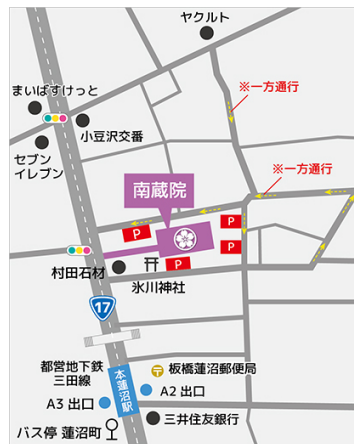 ヤクルト
まいばすけっと
※一方通行
小豆沢交番
セブン
イレブン
※一方通行
南蔵院
P
P
P
村田石材
氷川神社
P
17
都営地下鉄
三田線
本蓮沼駅
板橋蓮沼郵便局
A2 出口
A3 出口
三井住友銀行
バス停 蓮沼町